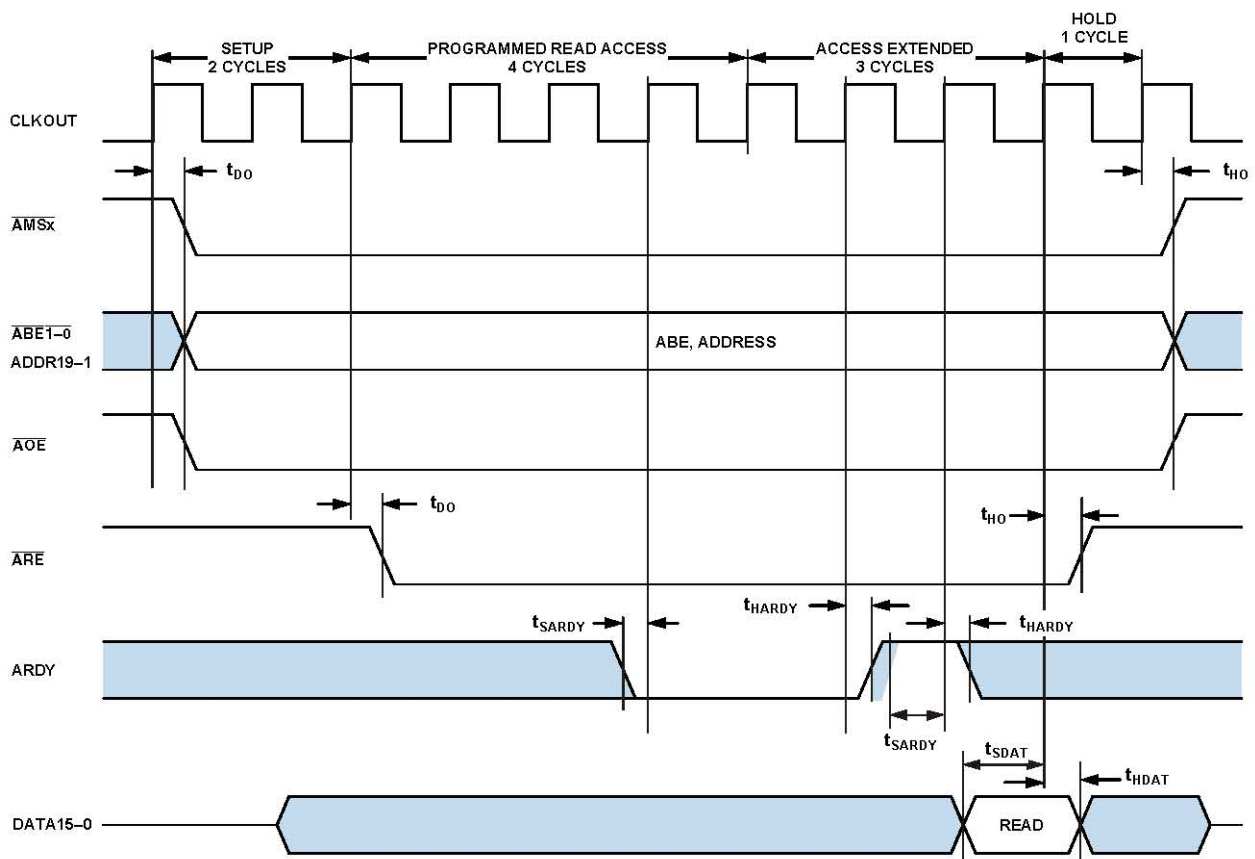 SETUP
2 CYCLES
PROGRAMMED READ ACCESS
4 CYCLES
ACCESS EXTENDED
3 CYCLES
HOLD
1 CYCLE
CLKOUT
tDO
tHO
AMSx
ABE1–0
ADDR19–1
ABE, ADDRESS
AOE
tDO
tHO
ARE
tSARDY
tHARDY
tHARDY
ARDY
tSARDY
tSDAT
tHDAT
DATA15–0
READ